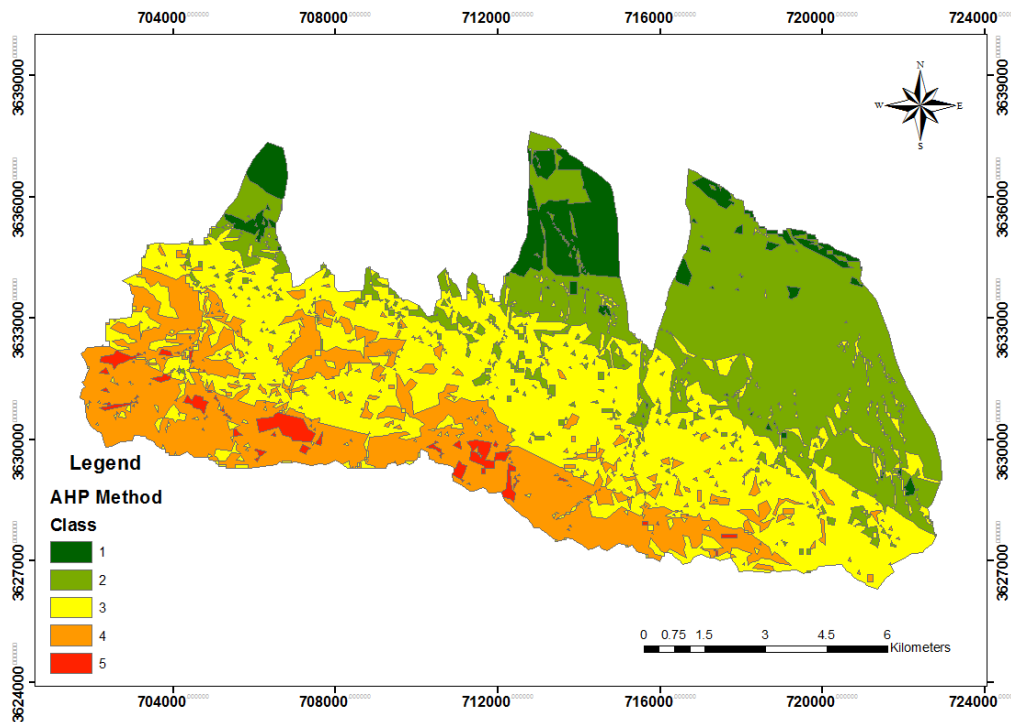 704000 708000 712000 716000 720000 724000
3639000 3639000
N
W E
S
3636000 3636000
3633000 3633000
3630000 3630000
Legend
AHP Method
Class
1
2
3
4
5
3627000 3627000
0 0.75 1.5 3 4.5 6
Kilometers
3624000 3624000
704000 708000 712000 716000 720000 724000